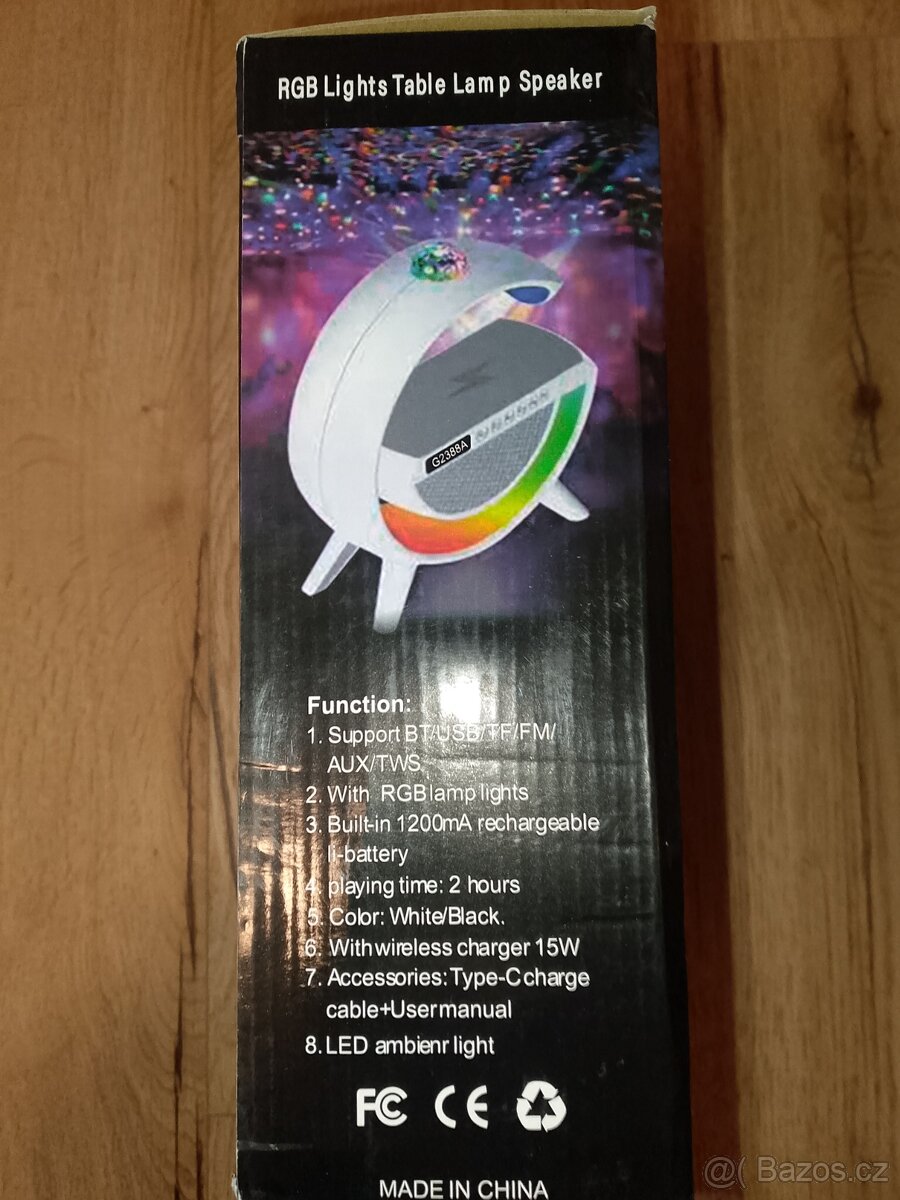 RGB Lights Table Lamp Speaker
G2388A
Function:
1. Support BT/USB/TF/FM/
AUX/TWS.
2. With RGB lamp lights
3. Built-in 1200mA rechargeable
li-battery
4. playing time: 2 hours
5. Color: White/Black.
6. With wireless charger 15W
7. Accessories: Type-C charge
cable+User manual
8. LED ambienr light
FC CE
MADE IN CHINA
@( Bazos.cz